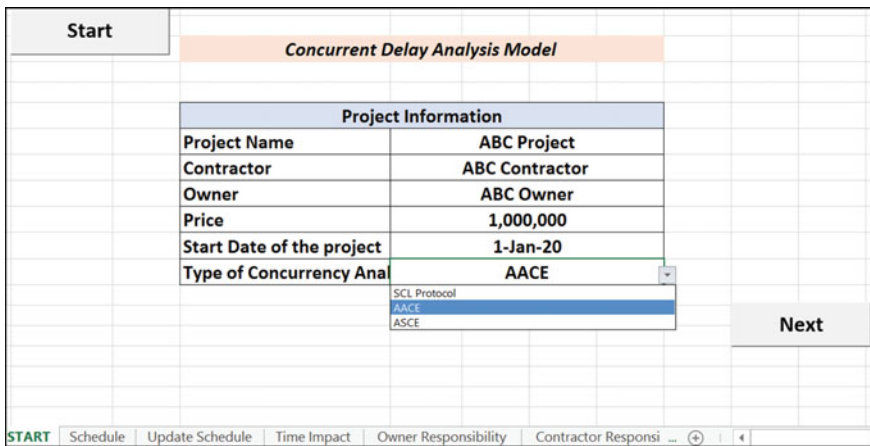 Start
Concurrent Delay Analysis Model
Project Information
Project Name ABC Project
Contractor ABC Contractor
Owner ABC Owner
Price 1,000,000
Start Date of the project 1-Jan-20
Type of Concurrency Anal AACE
SCL Protocol
AACE
ASCE
Next
START Schedule Update Schedule Time Impact Owner Responsibility Contractor Responsi ...